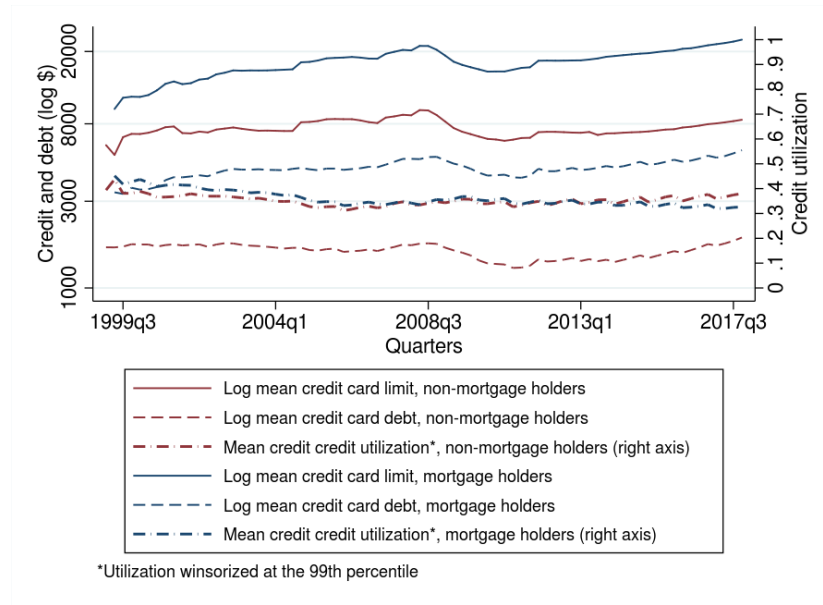 Credit and debt (log $)
20000
8000
3000
1000
1
.9
.8
.7
.6
.5
.4
.3
.2
.1
0
Credit utilization
1999q3 2004q1 2008q3 2013q1 2017q3
Quarters
Log mean credit card limit, non-mortgage holders
Log mean credit card debt, non-mortgage holders
Mean credit credit utilization*, non-mortgage holders (right axis)
Log mean credit card limit, mortgage holders
Log mean credit card debt, mortgage holders
Mean credit credit utilization*, mortgage holders (right axis)
*Utilization winsorized at the 99th percentile